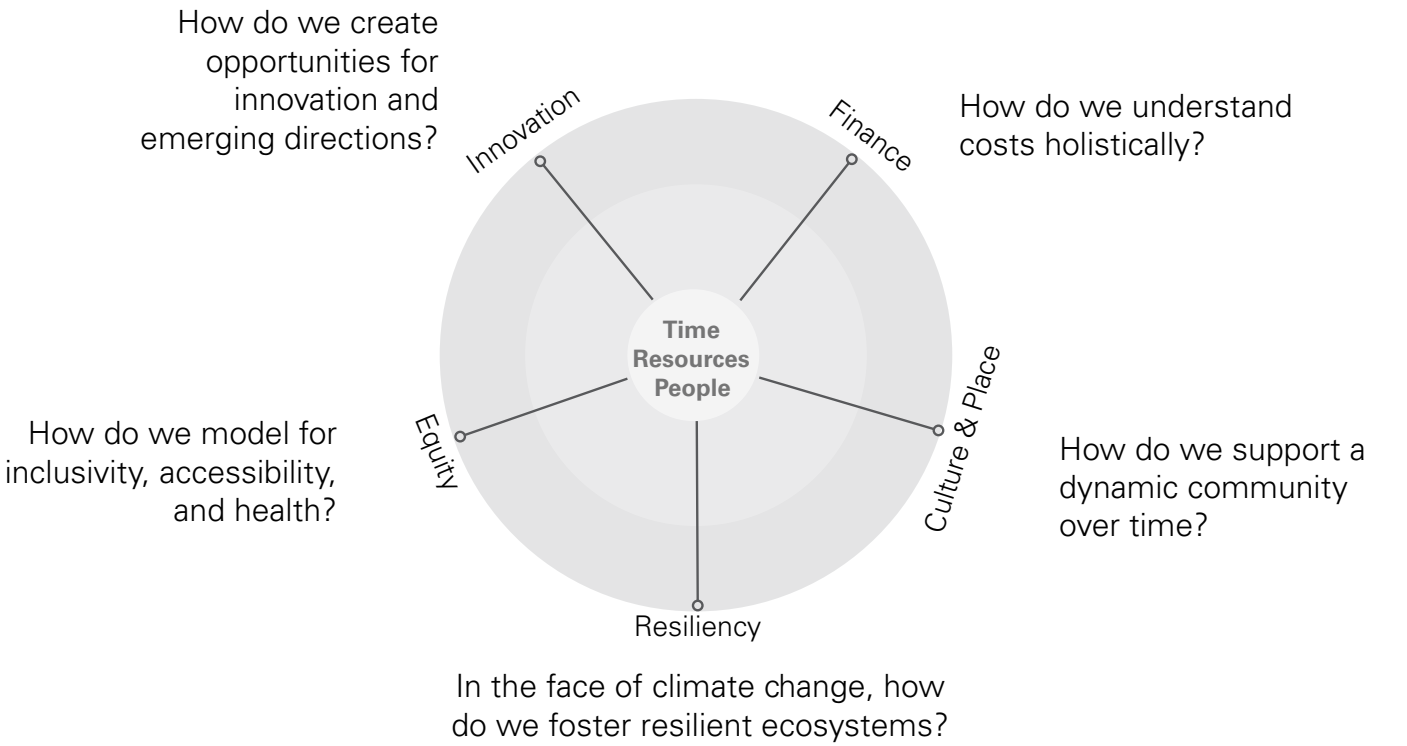 How do we create
opportunities for
innovation and
emerging directions?
Innovation
Finance
How do we understand
costs holistically?
Time
Resources
People
How do we model for
inclusivity, accessibility,
and health?
Equity
Culture & Place
How do we support a
dynamic community
over time?
Resiliency
In the face of climate change, how
do we foster resilient ecosystems?